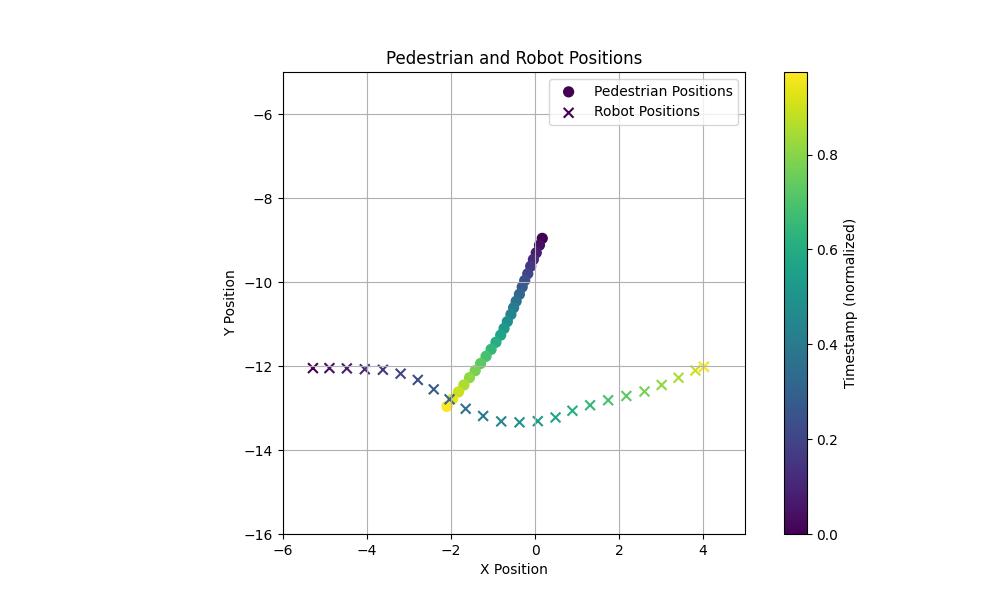 Pedestrian and Robot Positions
Pedestrian Positions
Robot Positions
−6
−8
−10
−12
−14
−16
Y Position
−6 −4 −2 0 2 4
X Position
0.8
0.6
0.4
0.2
0.0
Timestamp (normalized)